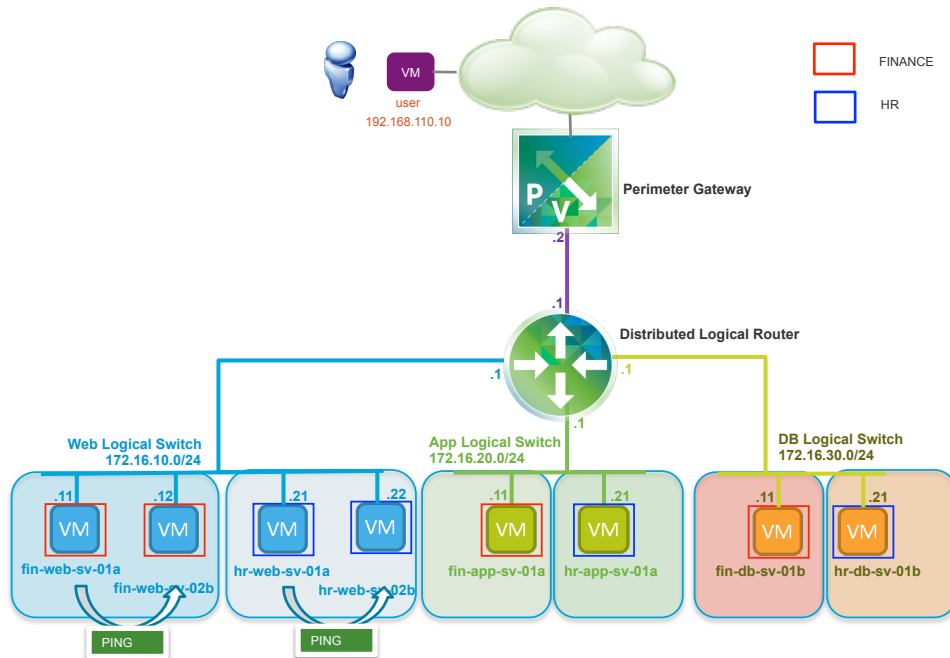 VM
FINANCE
user
HR
192.168.110.10
Perimeter Gateway
P
V
.2
.1
Distributed Logical Router
.1
.1
.1
Web Logical Switch
172.16.10.0/24
App Logical Switch
172.16.20.0/24
DB Logical Switch
172.16.30.0/24
.11
.12
.21
.22
.11
.21
.11
.21
VM
VM
VM
VM
VM
VM
VM
VM
fin-web-sv-01a
fin-web-sv-02b
hr-web-sv-01a
hr-web-sv-02b
fin-app-sv-01a
hr-app-sv-01a
fin-db-sv-01b
hr-db-sv-01b
PING
PING